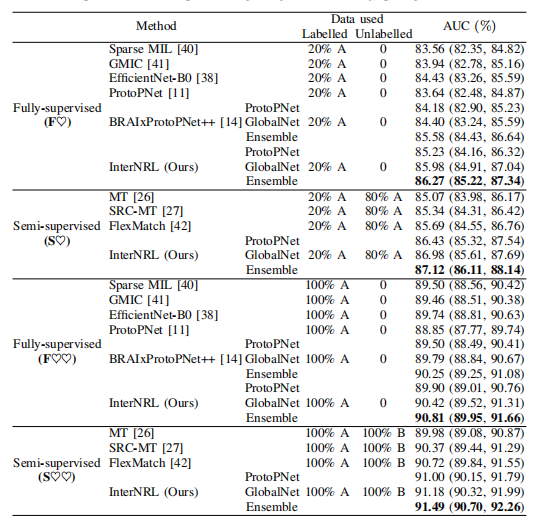 Method Data used AUC (%)
Labelled Unlabelled
Sparse MIL [40] 20% A 0 83.56 (82.35, 84.82)
GMIC [41] 20% A 0 83.94 (82.78, 85.16)
EfficientNet-B0 [38] 20% A 0 84.43 (83.26, 85.59)
ProtoPNet [11] 20% A 0 83.64 (82.48, 84.87)
Fully-supervised ProtoPNet 84.18 (82.90, 85.23)
(F♡) BRAIxProtoPNet++ [14] GlobalNet 20% A 0 84.40 (83.24, 85.59)
Ensemble 85.58 (84.43, 86.64)
ProtoPNet 85.23 (84.16, 86.32)
InterNRL (Ours) GlobalNet 20% A 0 85.98 (84.91, 87.04)
Ensemble 86.27 (85.22, 87.34)
MT [26] 20% A 80% A 85.07 (83.98, 86.17)
SRC-MT [27] 20% A 80% A 85.34 (84.31, 86.42)
Semi-supervised FlexMatch [42] 20% A 80% A 85.69 (84.55, 86.76)
(S♡) ProtoPNet 86.43 (85.32, 87.54)
InterNRL (Ours) GlobalNet 20% A 80% A 86.98 (85.61, 87.69)
Ensemble 87.12 (86.11, 88.14)
Sparse MIL [40] 100% A 0 89.50 (88.56, 90.42)
GMIC [41] 100% A 0 89.46 (88.51, 90.38)
EfficientNet-B0 [38] 100% A 0 89.74 (88.81, 90.63)
ProtoPNet [11] 100% A 0 88.85 (87.77, 89.74)
Fully-supervised ProtoPNet 89.50 (88.49, 90.41)
(F♡♡) BRAIxProtoPNet++ [14] GlobalNet 100% A 0 89.79 (88.84, 90.67)
Ensemble 90.25 (89.25, 91.08)
ProtoPNet 89.90 (89.01, 90.76)
InterNRL (Ours) GlobalNet 100% A 0 90.42 (89.52, 91.31)
Ensemble 90.81 (89.95, 91.66)
MT [26] 100% A 100% B 89.98 (89.08, 90.87)
SRC-MT [27] 100% A 100% B 90.37 (89.44, 91.29)
Semi-supervised FlexMatch [42] 100% A 100% B 90.72 (89.84, 91.55)
(S♡♡) ProtoPNet 91.00 (90.15, 91.79)
InterNRL (Ours) GlobalNet 100% A 100% B 91.18 (90.32, 91.99)
Ensemble 91.49 (90.70, 92.26)